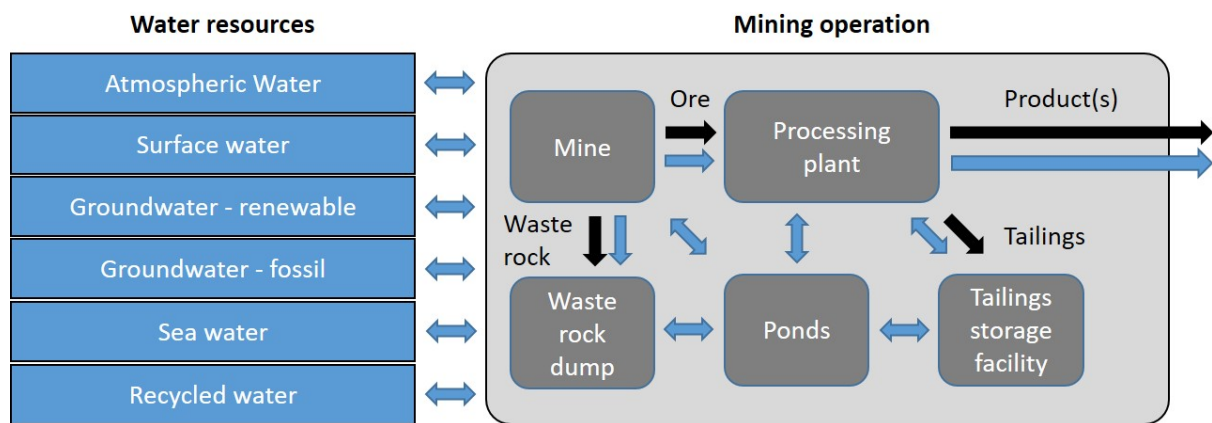 Water resources
Mining operation
Atmospheric Water
Surface water
Groundwater - renewable
Groundwater - fossil
Sea water
Recycled water
Mine
Ore
Processing
plant
Product(s)
Waste
rock
Tailings
Waste
rock
dump
Ponds
Tailings
storage
facility